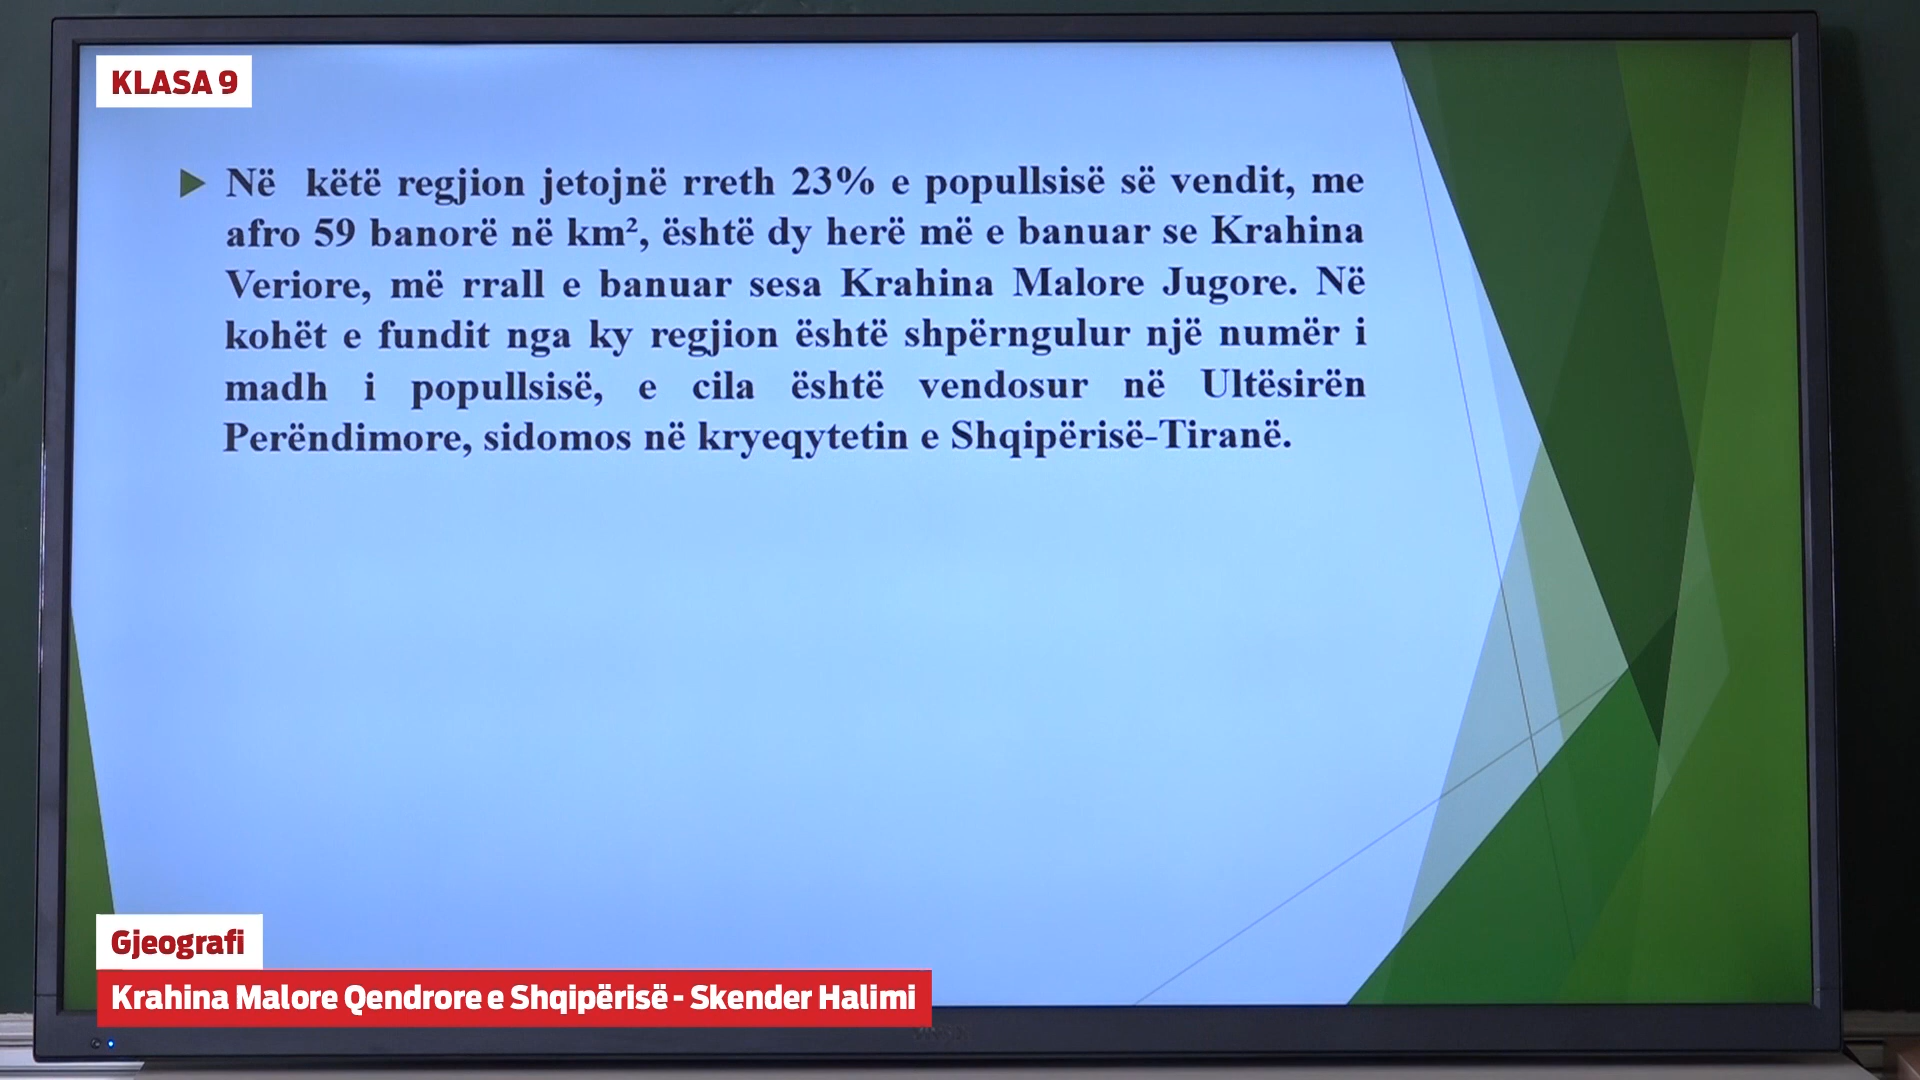 KLASA 9
Në këtë regjion jetojnë rreth 23% e popullsisë së vendit, me
afro 59 banorë në km², është dy herë më e banuar se Krahina
Veriore, më rrall e banuar sesa Krahina Malore Jugore. Në
kohët e fundit nga ky regjion është shpërngulur një numër i
madh i popullsisë, e cila është vendosur në Ultësirën
Perëndimore, sidomos në kryeqytetin e Shqipërisë-Tiranë.
Gjeografi
Krahina Malore Qendrore e Shqipërisë - Skender Halimi